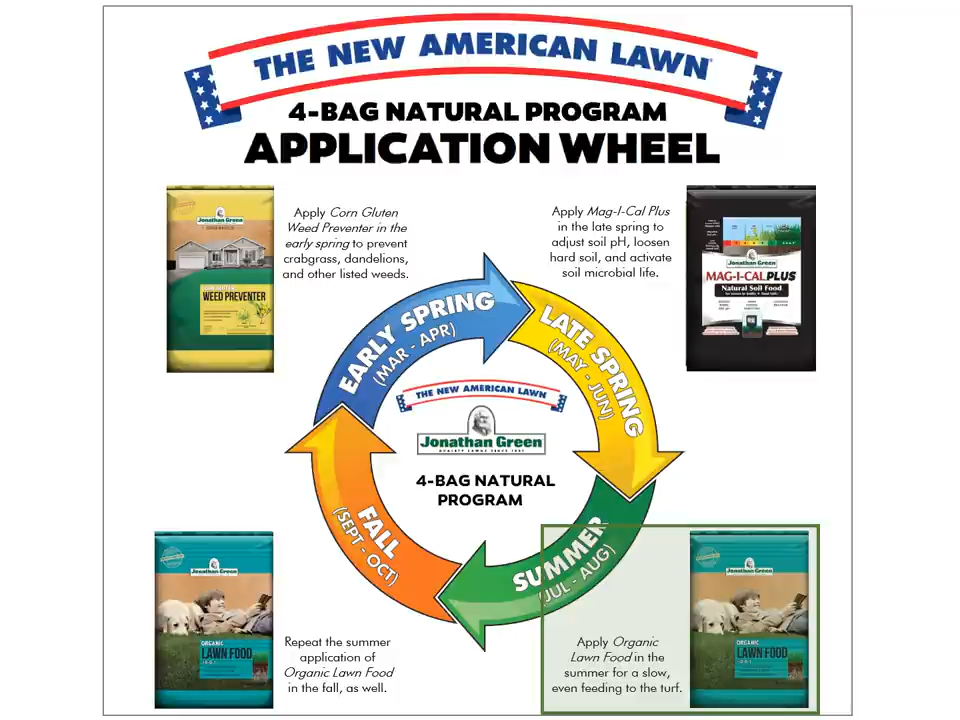 THE NEW AMERICAN LAWN
4-BAG NATURAL PROGRAM
APPLICATION WHEEL
Apply Corn Gluten
Weed Preventer in the
early spring to prevent
crabgrass, dandelions,
and other listed weeds.
Apply Mag-I-Cal Plus
in the late spring to
adjust soil pH, loosen
hard soil, and activate
soil microbial life.
Jonathan Green
WEED PREVENTER
Jonathan Green
MAG-I-CAL PLUS
Natural Soil Food
EARLY SPRING
(MAR - APR)
LATE SPRING
(MAY - JUN)
THE NEW AMERICAN LAWN
Jonathan Green
QUALITY LAWNS SINCE 1881
4-BAG NATURAL
PROGRAM
FALL
(SEPT - OCT)
SUMMER
(JUL - AUG)
Jonathan Green
ORGANIC
LAWN FOOD
Repeat the summer
application of
Organic Lawn Food
in the fall, as well.
Apply Organic
Lawn Food in the
summer for a slow,
even feeding to the turf.
Jonathan Green
ORGANIC
LAWN FOOD